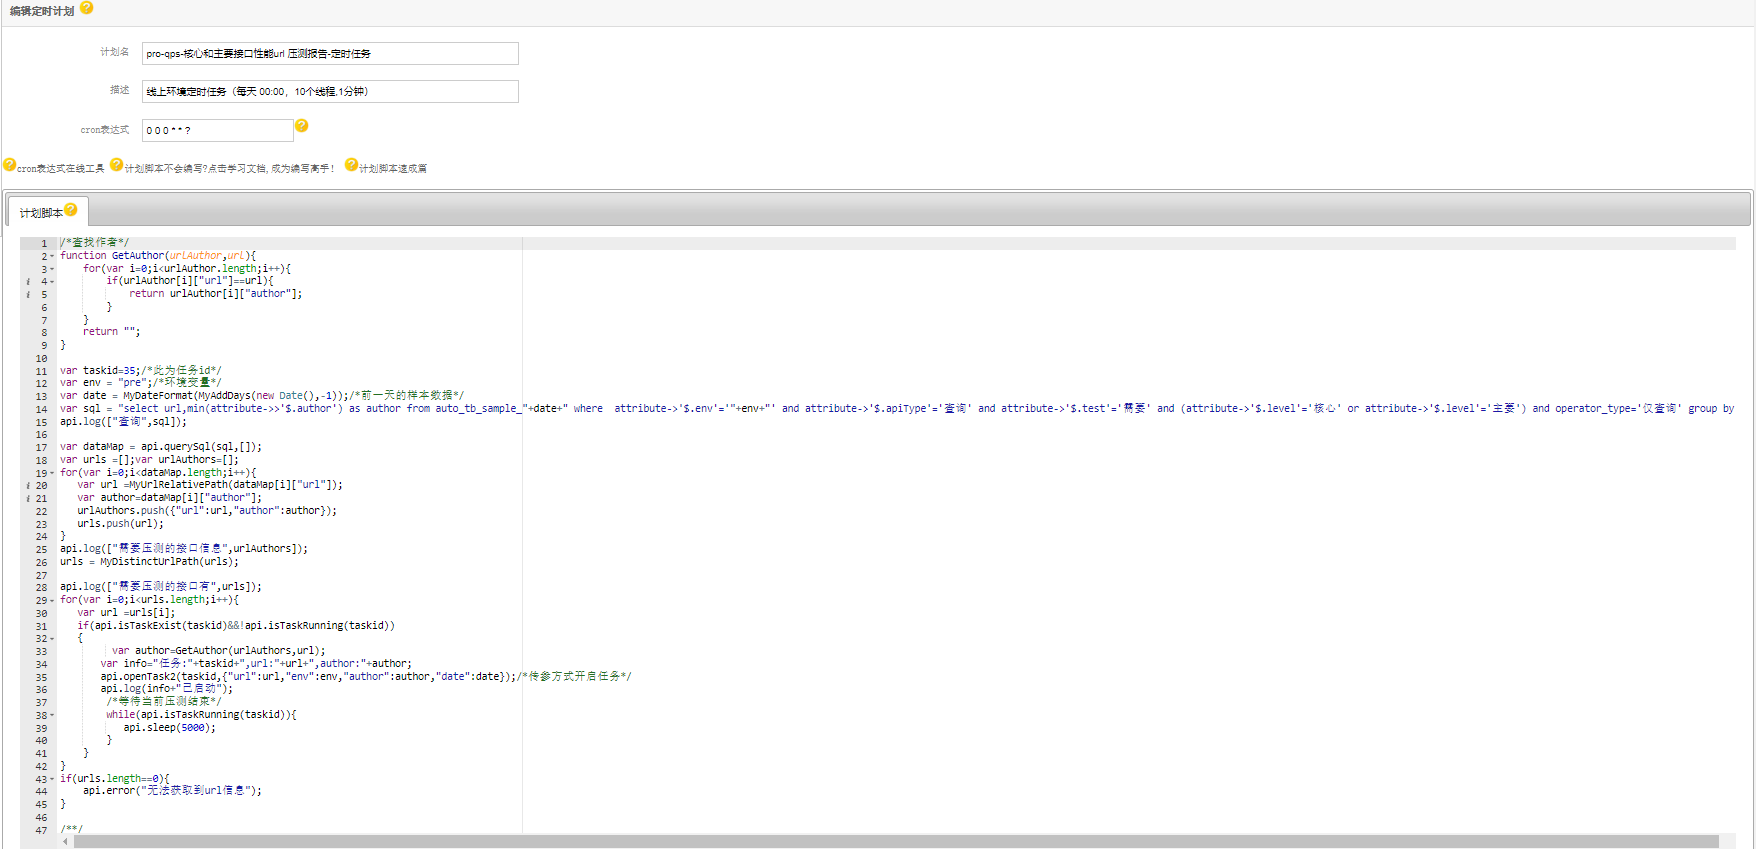 编辑定时计划
计划名 pro-qps-核心和主要接口性能url 压测报告-定时任务
描述 线上环境定时任务（每天 00:00，10个线程,1分钟）
cron表达式 0 0 0 * * ?
cron表达式在线工具 计划脚本不会编写?点击学习文档,成为编写高手! 计划脚本速成篇
计划脚本
1 /*查找作者*/
2 function GetAuthor(urlAuthor,url){
3 for(var i=0;i<urlAuthor.length;i++){
4 if(urlAuthor[i]["url"]==url){
5 return urlAuthor[i]["author"];
6 }
7 }
8 return "";
9 }
10
11 var taskid=35;/*此为任务id*/
12 var env = "pre";/*环境变量*/
13 var date = MyDateFormat(MyAddDays(new Date(),-1));/*前一天的样本数据*/
14 var sql = "select url,min(attribute->>'$.author') as author from auto_tb_sample_"+date+" where  attribute->'$.env'='"+env+"' and attribute->'$.apiType'='查询' and attribute->'$.test'='需要' and (attribute->'$.level'='核心' or attribute->'$.level'='主要') and operator_type='仅查询' group by
15 api.log(["查询",sql]);
16
17 var dataMap = api.querySql(sql,[]);
18 var urls =[];var urlAuthors=[];
19 for(var i=0;i<dataMap.length;i++){
20 var url =MyUrlRelativePath(dataMap[i]["url"]);
21 var author=dataMap[i]["author"];
22 urlAuthors.push({"url":url,"author":author});
23 urls.push(url);
24 }
25 api.log(["需要压测的接口信息",urlAuthors]);
26 urls = MyDistinctUrlPath(urls);
27
28 api.log(["需要压测的接口有",urls]);
29 for(var i=0;i<urls.length;i++){
30 var url =urls[i];
31 if(api.isTaskExist(taskid)&&!api.isTaskRunning(taskid))
32 {
33 var author=GetAuthor(urlAuthors,url);
34 var info="任务:"+taskid+",url:"+url+",author:"+author;
35 api.openTask2(taskid,{"url":url,"env":env,"author":author,"date":date});/*传参方式开启任务*/
36 api.log(info+"已启动");
37 /*等待当前压测结束*/
38 while(api.isTaskRunning(taskid)){
39 api.sleep(5000);
40 }
41 }
42 }
43 if(urls.length==0){
44 api.error("无法获取到url信息");
45 }
46
47 /**/